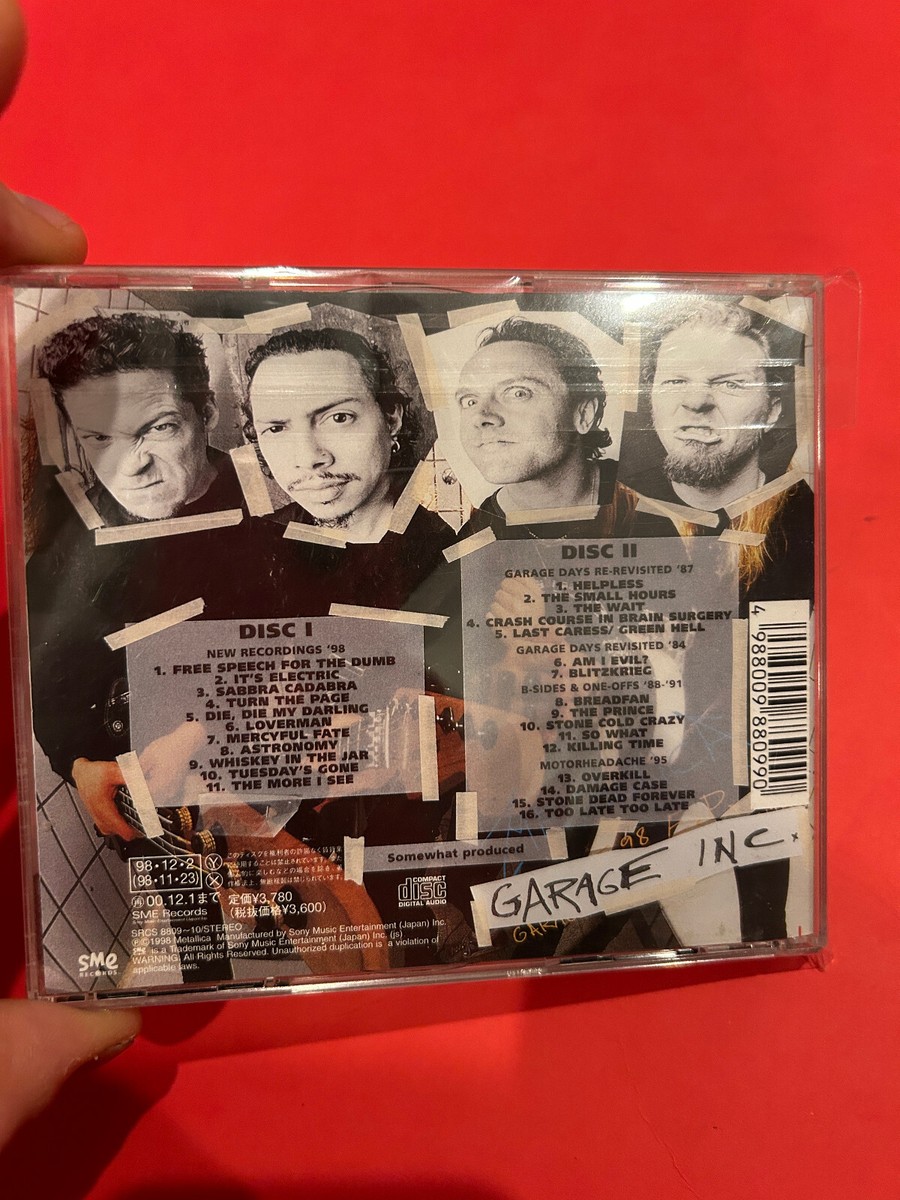 DISC I
NEW RECORDINGS '98
1. FREE SPEECH FOR THE DUMB
2. IT'S ELECTRIC
3. SABBRA CADABRA
4. TURN THE PAGE
5. DIE, DIE MY DARLING
6. LOVERMAN
7. MERCYFUL FATE
8. ASTRONOMY
9. WHISKEY IN THE JAR
10. TUESDAY'S GONE
11. THE MORE I SEE
DISC II
GARAGE DAYS RE-REVISITED '87
1. HELPLESS
2. THE SMALL HOURS
3. THE WAIT
4. CRASH COURSE IN BRAIN SURGERY
5. LAST CARESS/ GREEN HELL
GARAGE DAYS REVISITED '84
6. AM I EVIL?
7. BLITZKRIEG
B-SIDES & ONE-OFFS '88-'91
8. BREADFAN
9. THE PRINCE
10. STONE COLD CRAZY
11. SO WHAT
12. KILLING TIME
MOTORHEADACHE '95
13. OVERKILL
14. DAMAGE CASE
15. STONE DEAD FOREVER
16. TOO LATE TOO LATE
4 988009 880990
Somewhat produced
GARAGE INC.
COMPACT
disc
DIGITAL AUDIO
98・12・2 Y
(98・11・23) X
00.12.1まで 定価¥3,780
SME Records (税抜価格¥3,600)
SRCS 8809~10/STEREO
℗©1998 Metallica Manufactured by Sony Music Entertainment (Japan) Inc.
is a Trademark of Sony Music Entertainment (Japan) Inc. (js)
WARNING: All Rights Reserved. Unauthorized duplication is a violation of
applicable laws.
sme
RECORDS